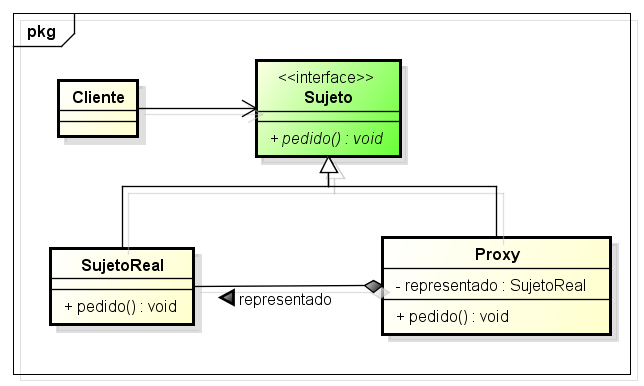 pkg
<<interface>>
Cliente
Sujeto
+ pedido() : void
SujetoReal
Proxy
- representado : SujetoReal
+ pedido() : void
representado
+ pedido() : void